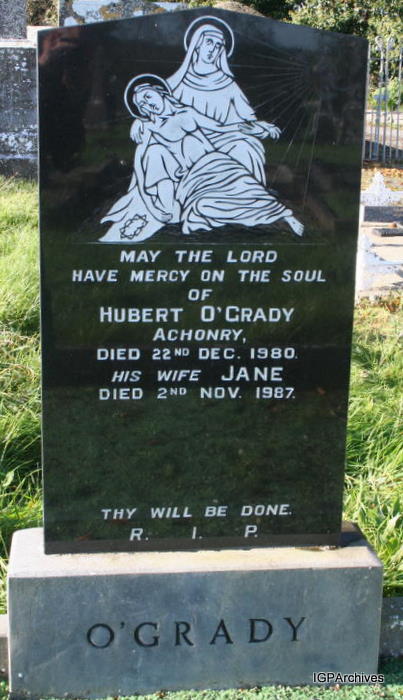 MAY THE LORD
HAVE MERCY ON THE SOUL
OF
HUBERT O'GRADY
ACHONRY,
DIED 22ND DEC. 1980.
HIS WIFE JANE
DIED 2ND NOV. 1987.
THY WILL BE DONE.
R. I. P.
O'GRADY
IGPArchives